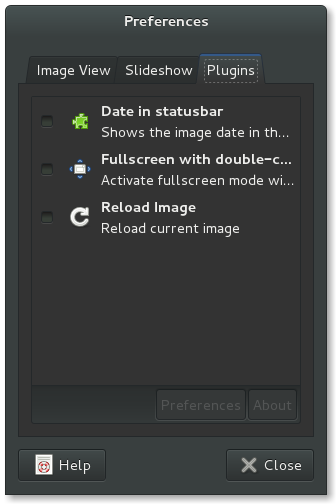 Preferences
Image View Slideshow Plugins
Date in statusbar
Shows the image date in th...
Fullscreen with double-c...
Activate fullscreen mode wi...
Reload Image
Reload current image
Preferences About
Help Close